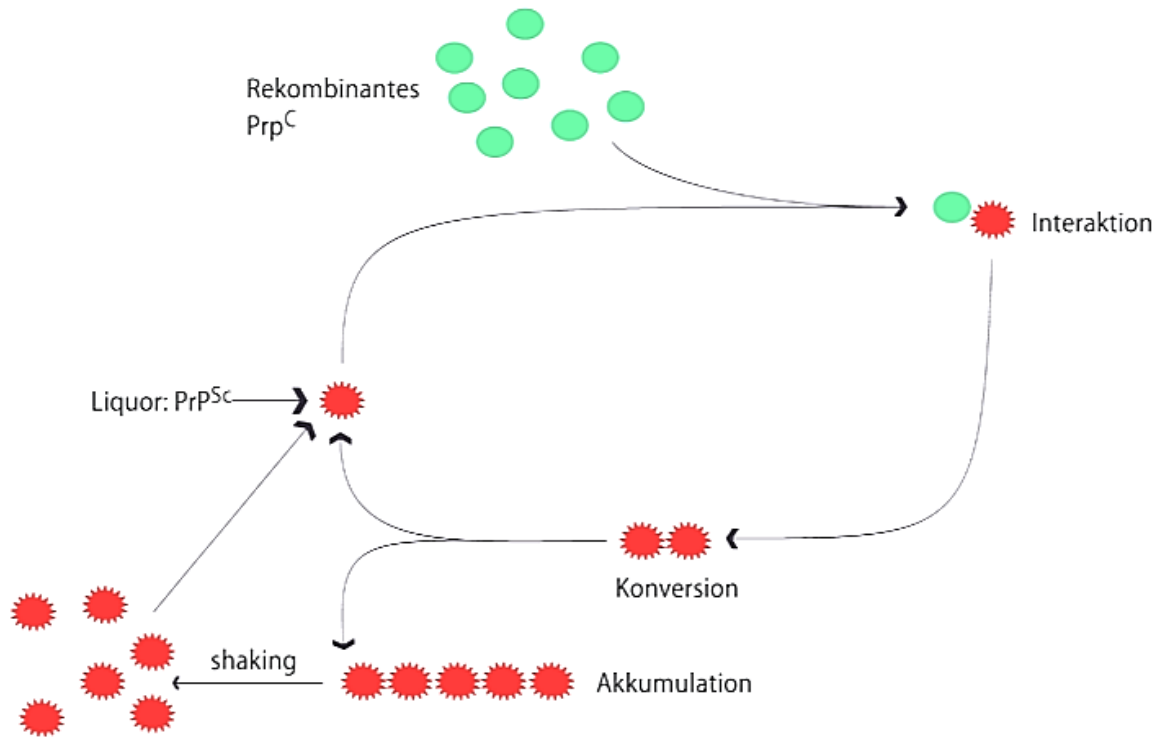 Rekombinantes
Prp^C
Interaktion
Liquor: PrP^Sc
Konversion
shaking
Akkumulation